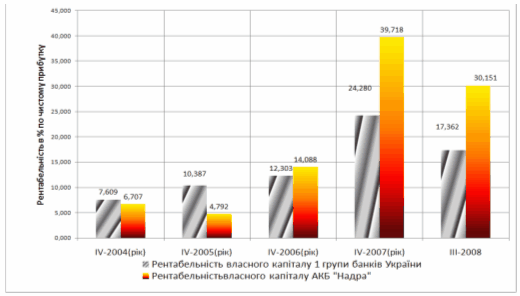 Рентабельність в % по чистому прибутку
45,000
40,000
35,000
30,000
25,000
20,000
15,000
10,000
5,000
0,000
7,609
6,707
10,387
4,792
12,303
14,088
24,280
39,718
17,362
30,151
IV-2004(рік)
IV-2005(рік)
IV-2006(рік)
IV-2007(рік)
III-2008
Рентабельність власного капіталу 1 групи банків України
Рентабельністьвласного капіталу АКБ "Надра"